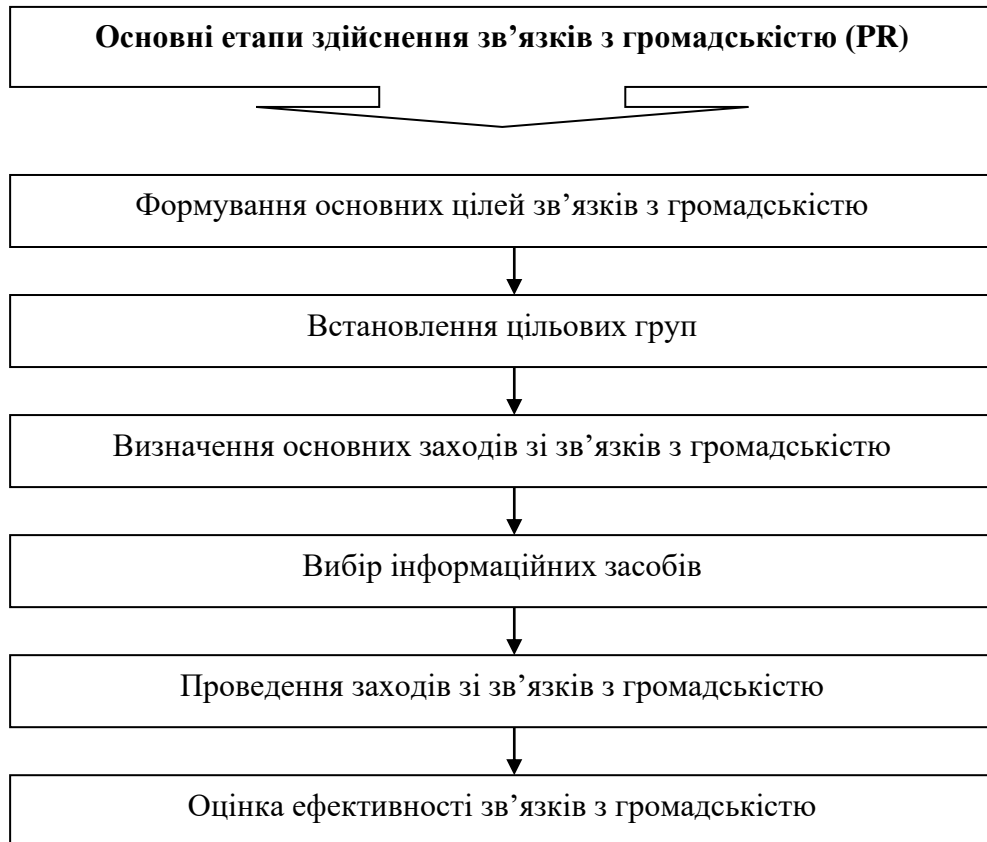 Основні етапи здійснення зв’язків з громадськістю (PR)
Формування основних цілей зв’язків з громадськістю
Встановлення цільових груп
Визначення основних заходів зі зв’язків з громадськістю
Вибір інформаційних засобів
Проведення заходів зі зв’язків з громадськістю
Оцінка ефективності зв’язків з громадськістю